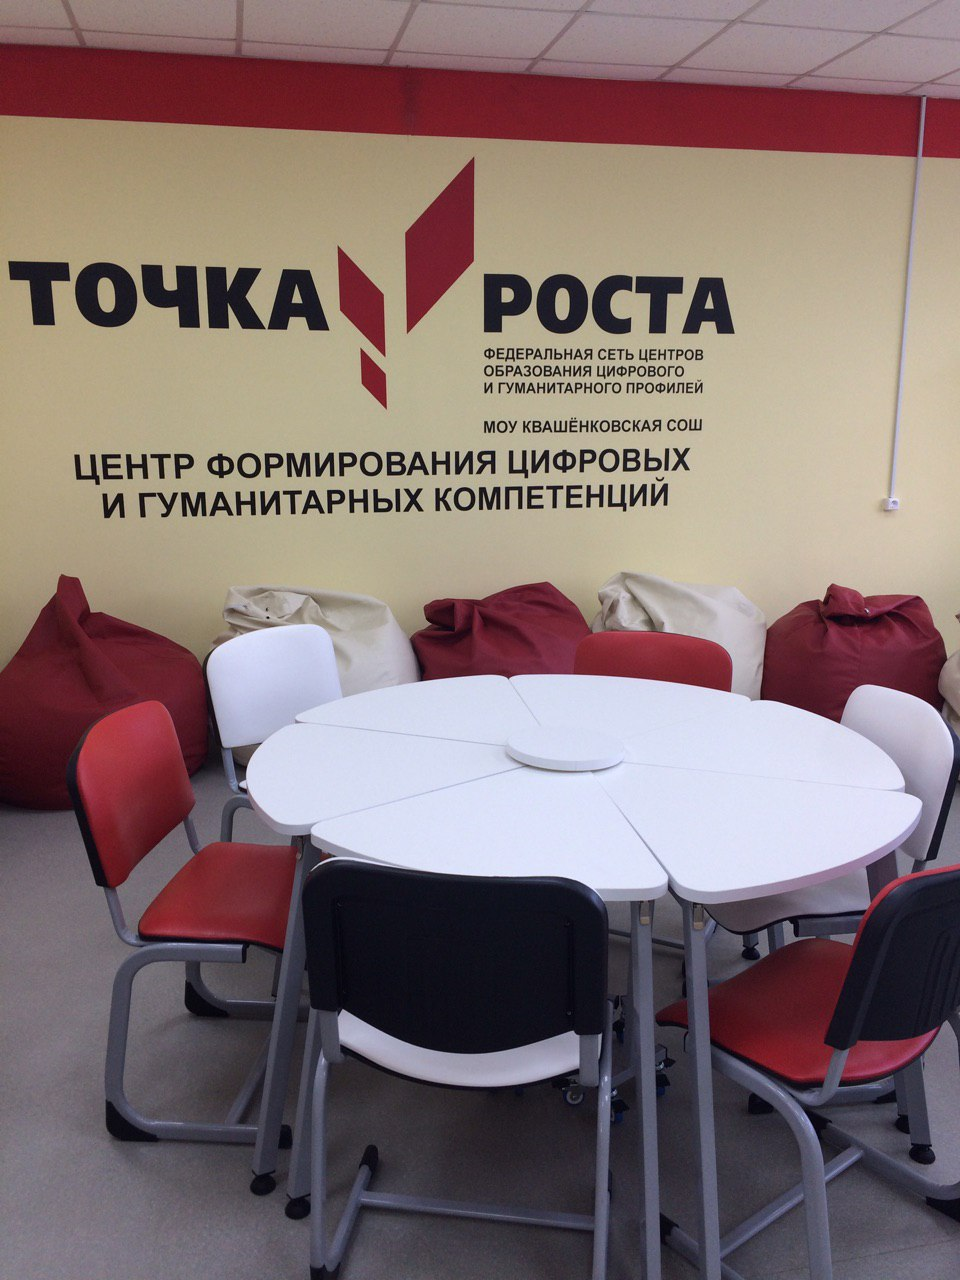 ТОЧКА РОСТА
ФЕДЕРАЛЬНАЯ СЕТЬ ЦЕНТРОВ
ОБРАЗОВАНИЯ ЦИФРОВОГО
И ГУМАНИТАРНОГО ПРОФИЛЕЙ
МОУ КВАШЁНКОВСКАЯ СОШ
ЦЕНТР ФОРМИРОВАНИЯ ЦИФРОВЫХ
И ГУМАНИТАРНЫХ КОМПЕТЕНЦИЙ